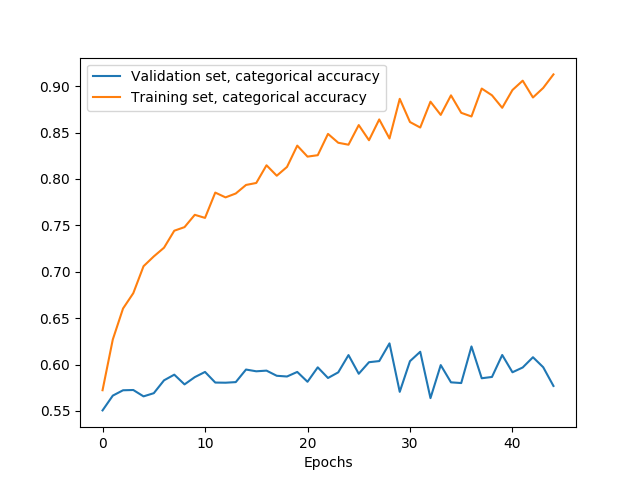 Validation set, categorical accuracy
Training set, categorical accuracy
0.90
0.85
0.80
0.75
0.70
0.65
0.60
0.55
0 10 20 30 40
Epochs